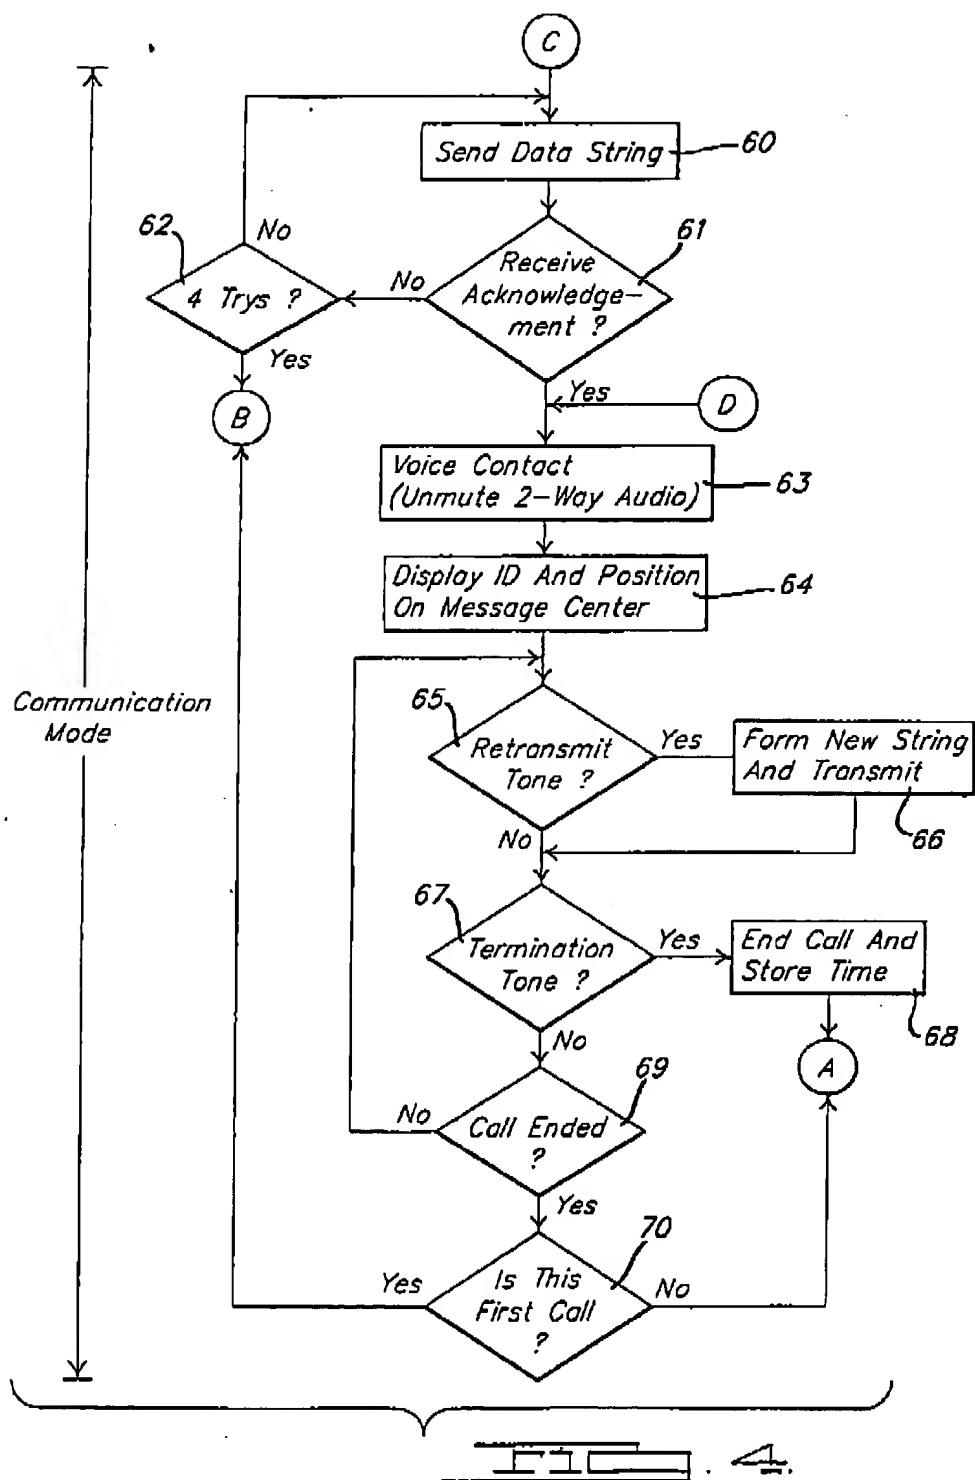 C
Send Data String
60
62
No
61
Receive
Acknowledge-
ment ?
No
4 Trys ?
Yes
Yes
D
B
Voice Contact
(Unmute 2-Way Audio)
63
Display ID And Position
On Message Center
64
Communication
Mode
65
Retransmit
Tone ?
Yes
Form New String
And Transmit
66
No
67
Termination
Tone ?
Yes
End Call And
Store Time
68
No
A
69
No
Call Ended
?
Yes
70
Yes
Is This
First Call
?
No
FIG. 4.